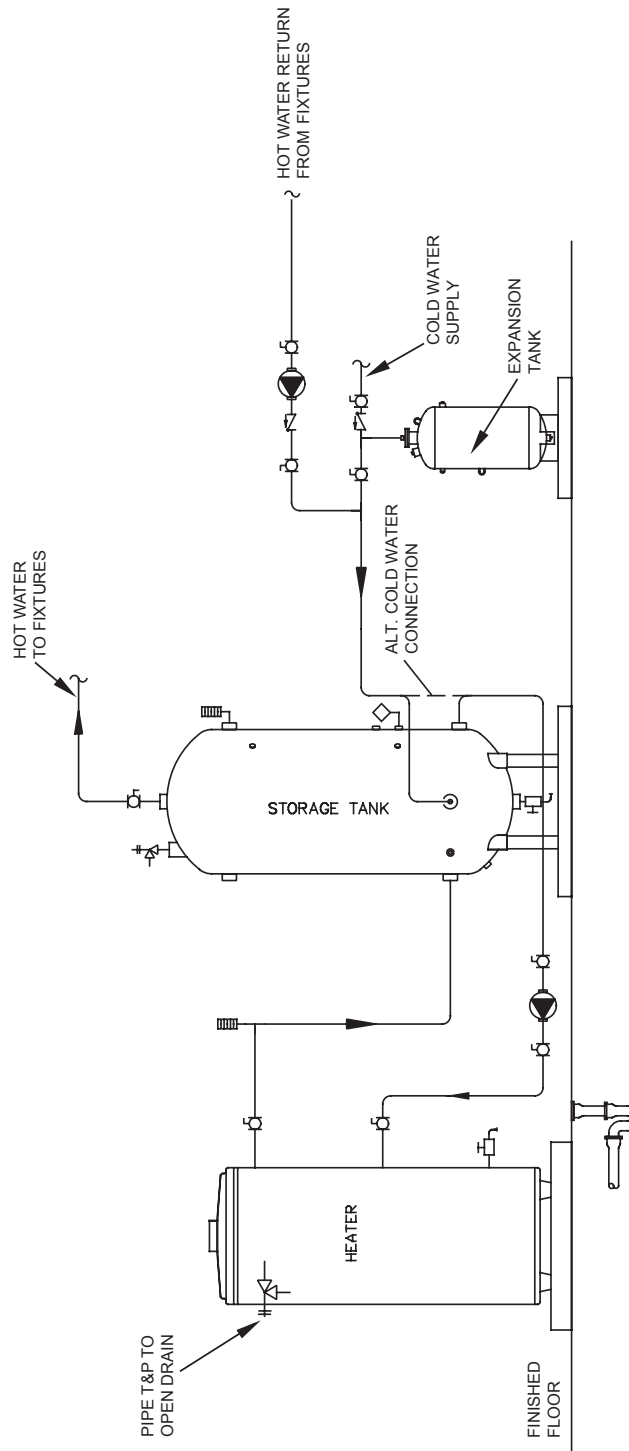 HOT WATER
TO FIXTURES
HOT WATER RETURN
FROM FIXTURES
PIPE T&P TO
OPEN DRAIN
HEATER
STORAGE TANK
COLD WATER
SUPPLY
ALT. COLD WATER
CONNECTION
EXPANSION
TANK
FINISHED
FLOOR